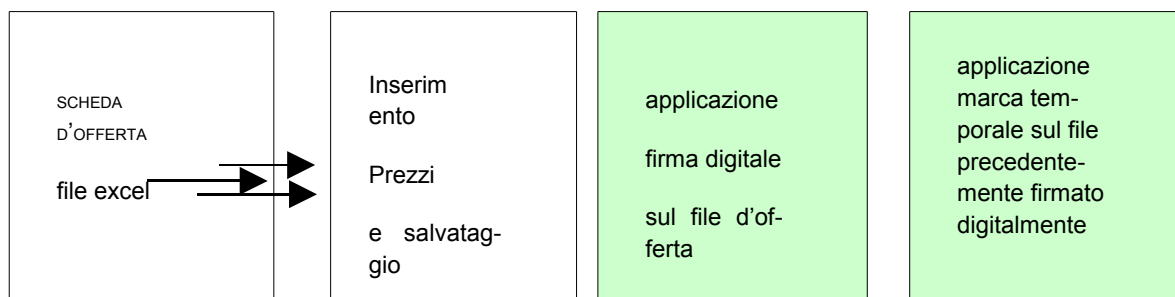 SCHEDA
D'OFFERTA
file excel
Inserim
ento
Prezzi
e salvatag-
gio
applicazione
firma digitale
sul file d'of-
ferta
applicazione
marca tem-
porale sul file
precedente-
mente firmato
digitalmente